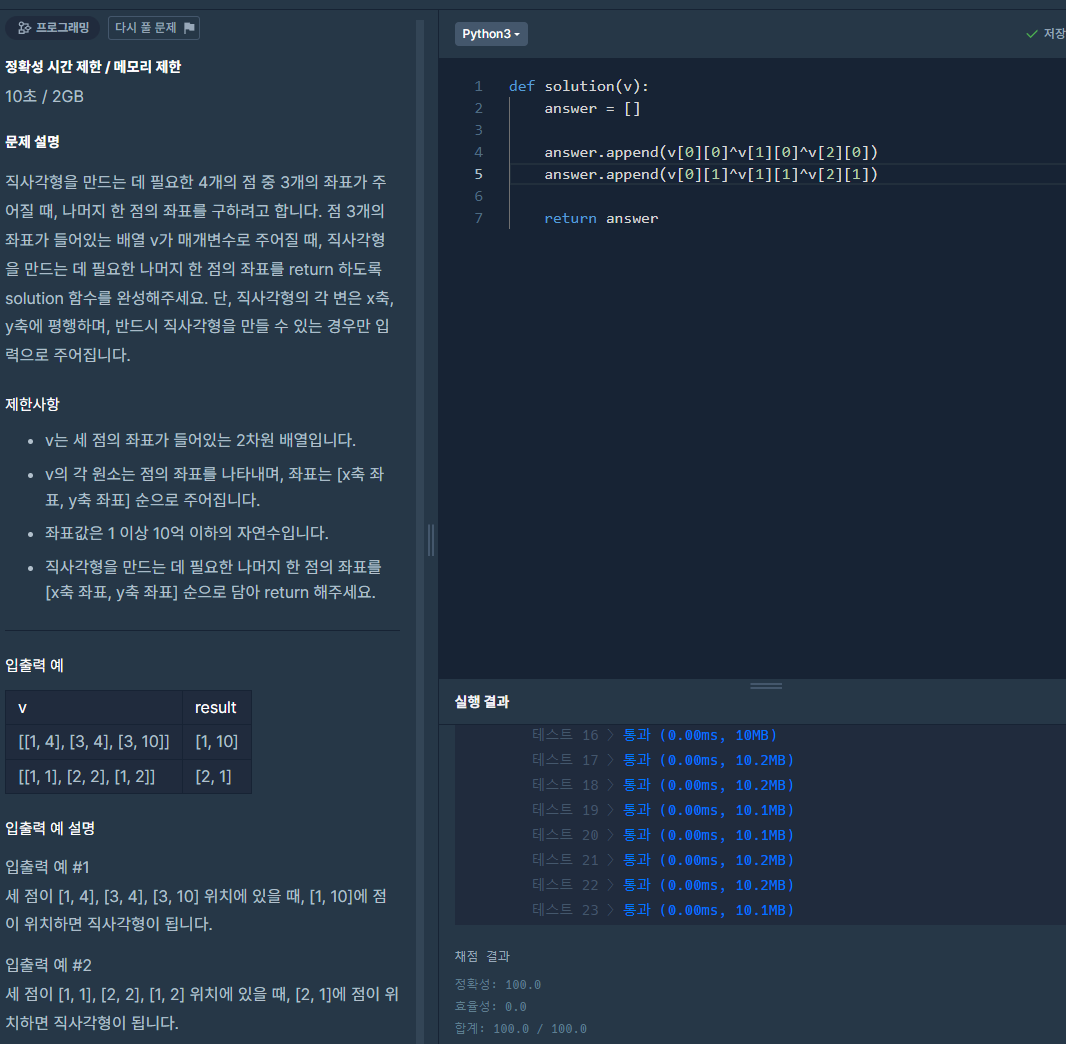 프로그래밍 다시 풀 문제
정확성 시간 제한 / 메모리 제한
10초 / 2GB
문제 설명
직사각형을 만드는 데 필요한 4개의 점 중 3개의 좌표가 주
어질 때, 나머지 한 점의 좌표를 구하려고 합니다. 점 3개의
좌표가 들어있는 배열 v가 매개변수로 주어질 때, 직사각형
을 만드는 데 필요한 나머지 한 점의 좌표를 return 하도록
solution 함수를 완성해주세요. 단, 직사각형의 각 변은 x축,
y축에 평행하며, 반드시 직사각형을 만들 수 있는 경우만 입
력으로 주어집니다.
제한사항
• v는 세 점의 좌표가 들어있는 2차원 배열입니다.
• v의 각 원소는 점의 좌표를 나타내며, 좌표는 [x축 좌
표, y축 좌표] 순으로 주어집니다.
• 좌표값은 1 이상 10억 이하의 자연수입니다.
• 직사각형을 만드는 데 필요한 나머지 한 점의 좌표를
[x축 좌표, y축 좌표] 순으로 담아 return 해주세요.
입출력 예
v result
[[1, 4], [3, 4], [3, 10]] [1, 10]
[[1, 1], [2, 2], [1, 2]] [2, 1]
입출력 예 설명
입출력 예 #1
세 점이 [1, 4], [3, 4], [3, 10] 위치에 있을 때, [1, 10]에 점
이 위치하면 직사각형이 됩니다.
입출력 예 #2
세 점이 [1, 1], [2, 2], [1, 2] 위치에 있을 때, [2, 1]에 점이 위
치하면 직사각형이 됩니다.
Python3
저장
1 def solution(v):
2 answer = []
3
4 answer.append(v[0][0]^v[1][0]^v[2][0])
5 answer.append(v[0][1]^v[1][1]^v[2][1])
6
7 return answer
실행 결과
테스트 16 〉 통과 (0.00ms, 10MB)
테스트 17 〉 통과 (0.00ms, 10.2MB)
테스트 18 〉 통과 (0.00ms, 10.2MB)
테스트 19 〉 통과 (0.00ms, 10.1MB)
테스트 20 〉 통과 (0.00ms, 10.1MB)
테스트 21 〉 통과 (0.00ms, 10.2MB)
테스트 22 〉 통과 (0.00ms, 10.2MB)
테스트 23 〉 통과 (0.00ms, 10.1MB)
채점 결과
정확성: 100.0
효율성: 0.0
합계: 100.0 / 100.0